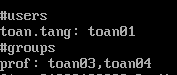 #users
toan.tang: toan01
#groups
prof: toan03,toan04